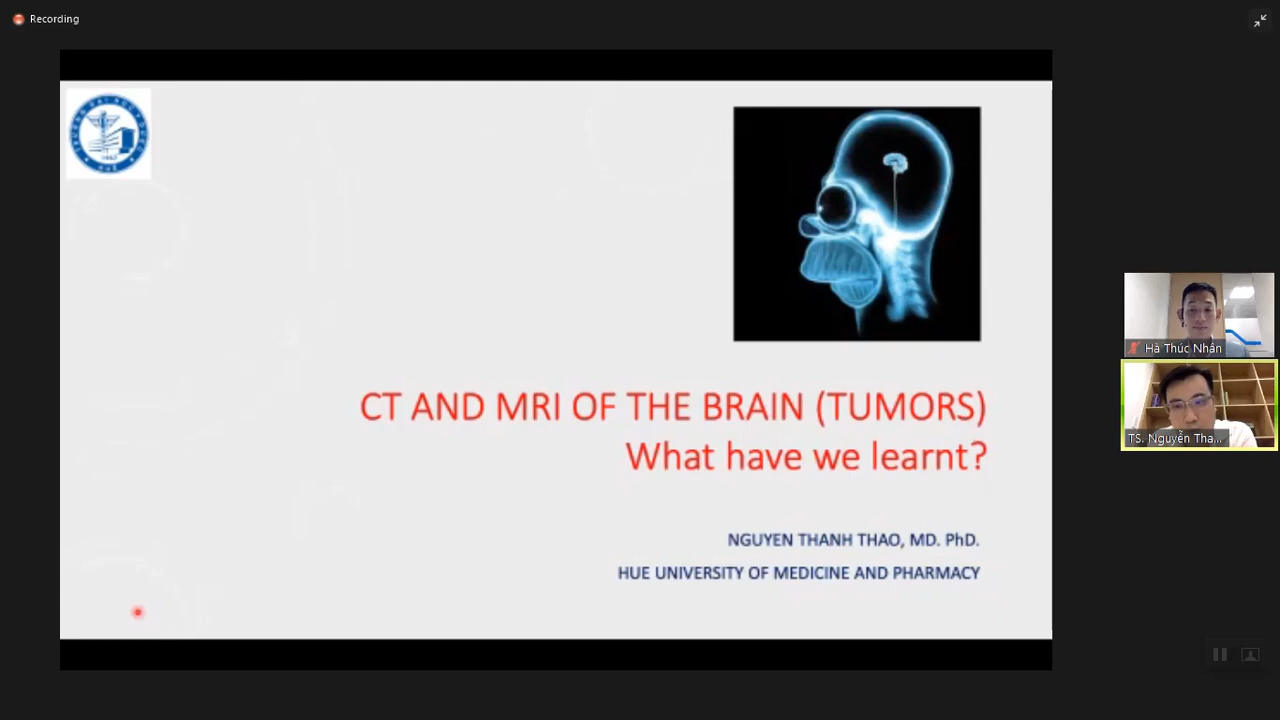 Recording
CT AND MRI OF THE BRAIN (TUMORS)
What have we learnt?
NGUYEN THANH THAO, MD. PhD.
HUE UNIVERSITY OF MEDICINE AND PHARMACY
Hà Thúc Nhân
TS. Nguyễn Tha...